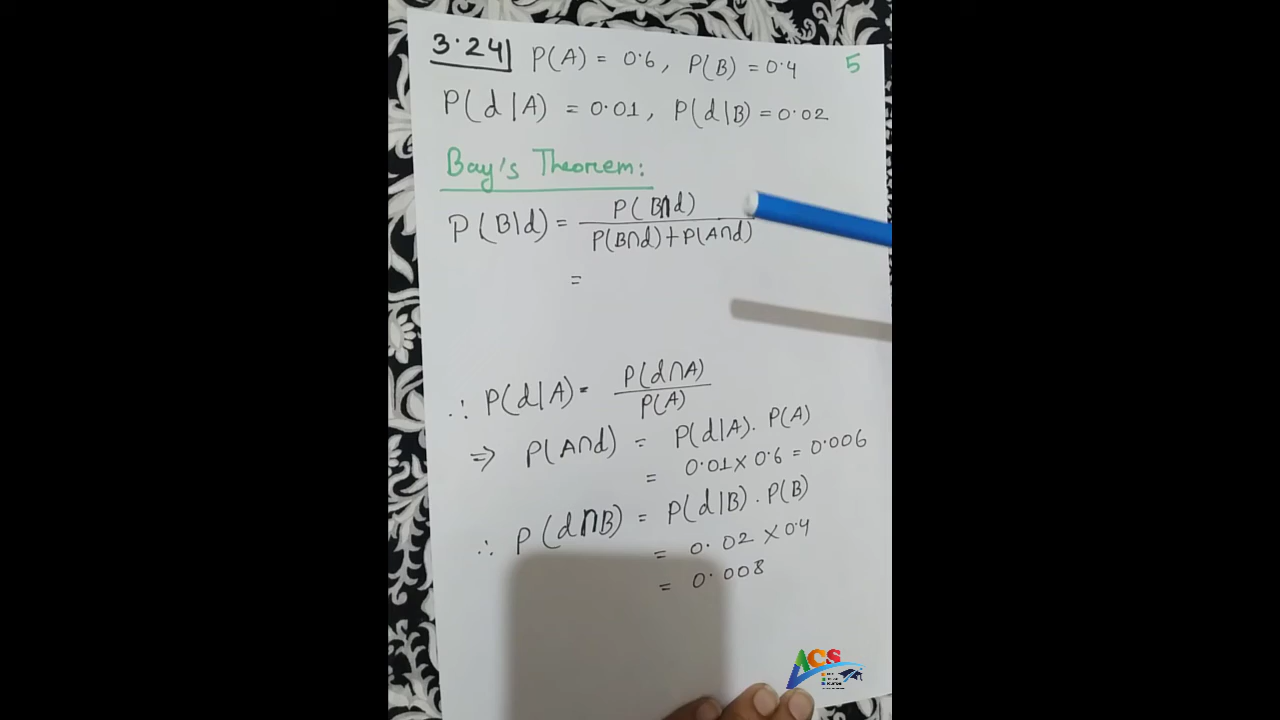 3.24 P(A) = 0.6, P(B) = 0.4 5
P(d|A) = 0.01, P(d|B) = 0.02
Bay's Theorem:
P(B|d) = P(B∩d) / P(B∩d)+P(A∩d)
=
∴ P(d|A) = P(d∩A) / P(A)
⇒ P(A∩d) = P(d|A). P(A)
= 0.01 × 0.6 = 0.006
∴ P(d∩B) = P(d|B). P(B)
= 0.02 × 0.4
= 0.008
ACS